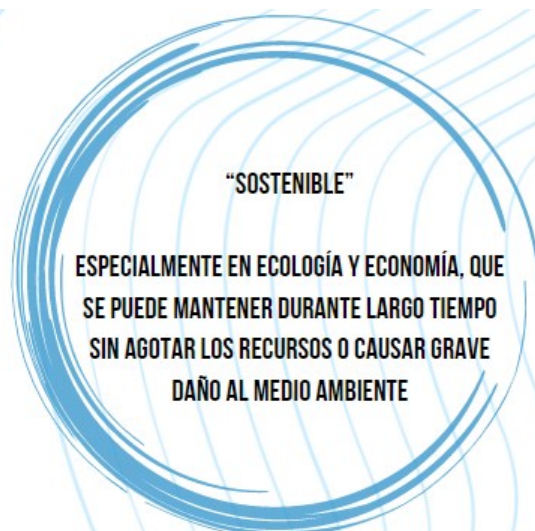 “SOSTENIBLE”
ESPECIALMENTE EN ECOLOGÍA Y ECONOMÍA, QUE
SE PUEDE MANTENER DURANTE LARGO TIEMPO
SIN AGOTAR LOS RECURSOS O CAUSAR GRAVE
DAÑO AL MEDIO AMBIENTE